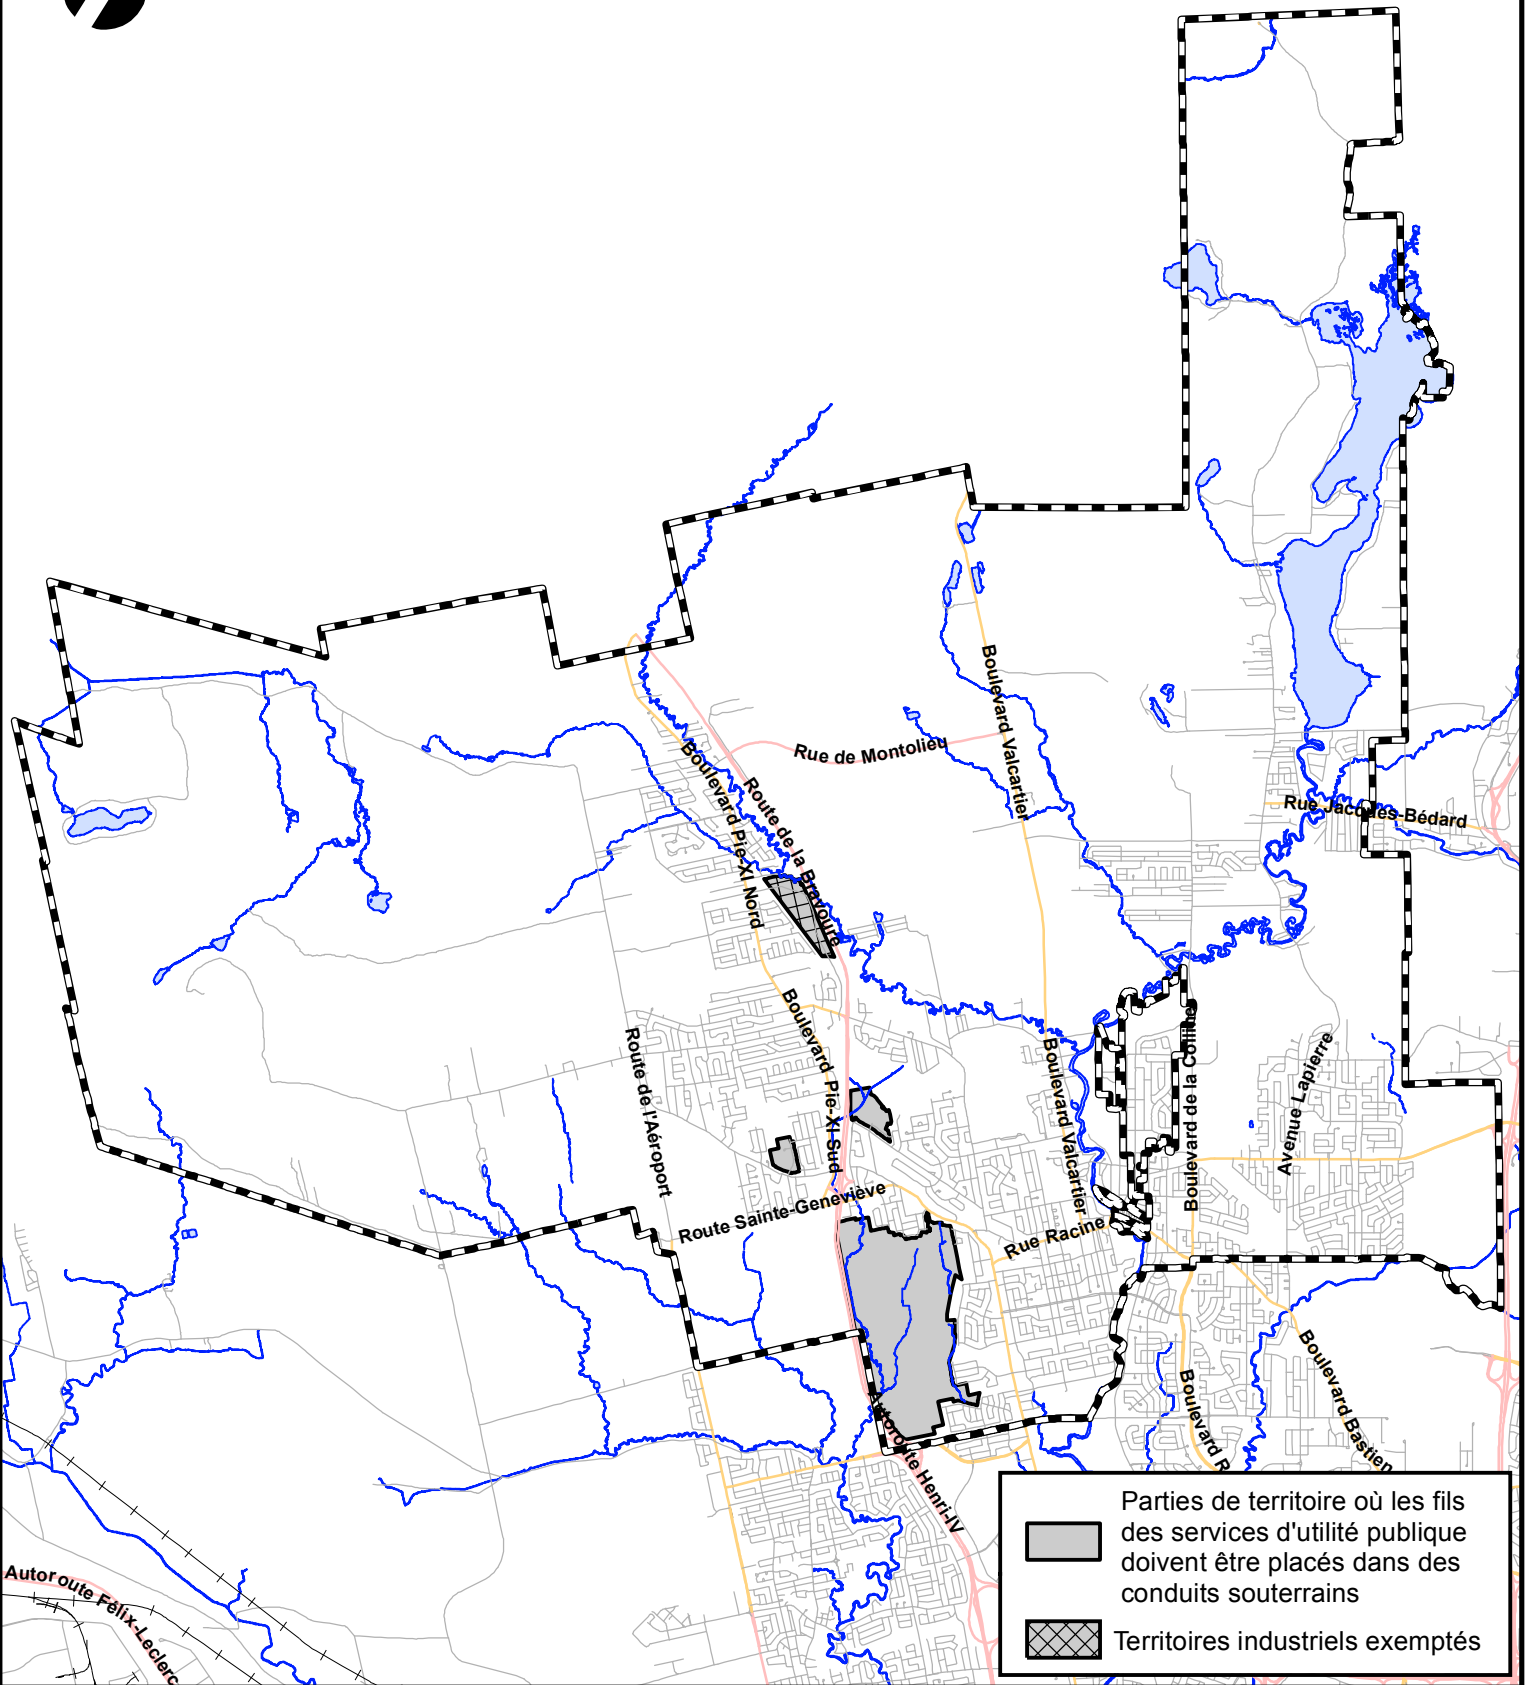 Boulevard Valcartier
Rue de Montolieu
Boulevard Pie-XI Nord
Route de la Bravoure
Rue Jacques-Bédard
Boulevard Pie-XI Sud
Route de l'Aéroport
Boulevard Valcartier
Boulevard de la Colline
Avenue Lapierre
Route Sainte-Geneviève
Rue Racine
Boulevard R
Boulevard Bastien
Autoroute Henri-IV
Autoroute Félix-Leclerc
Parties de territoire où les fils
des services d'utilité publique
doivent être placés dans des
conduits souterrains
Territoires industriels exemptés